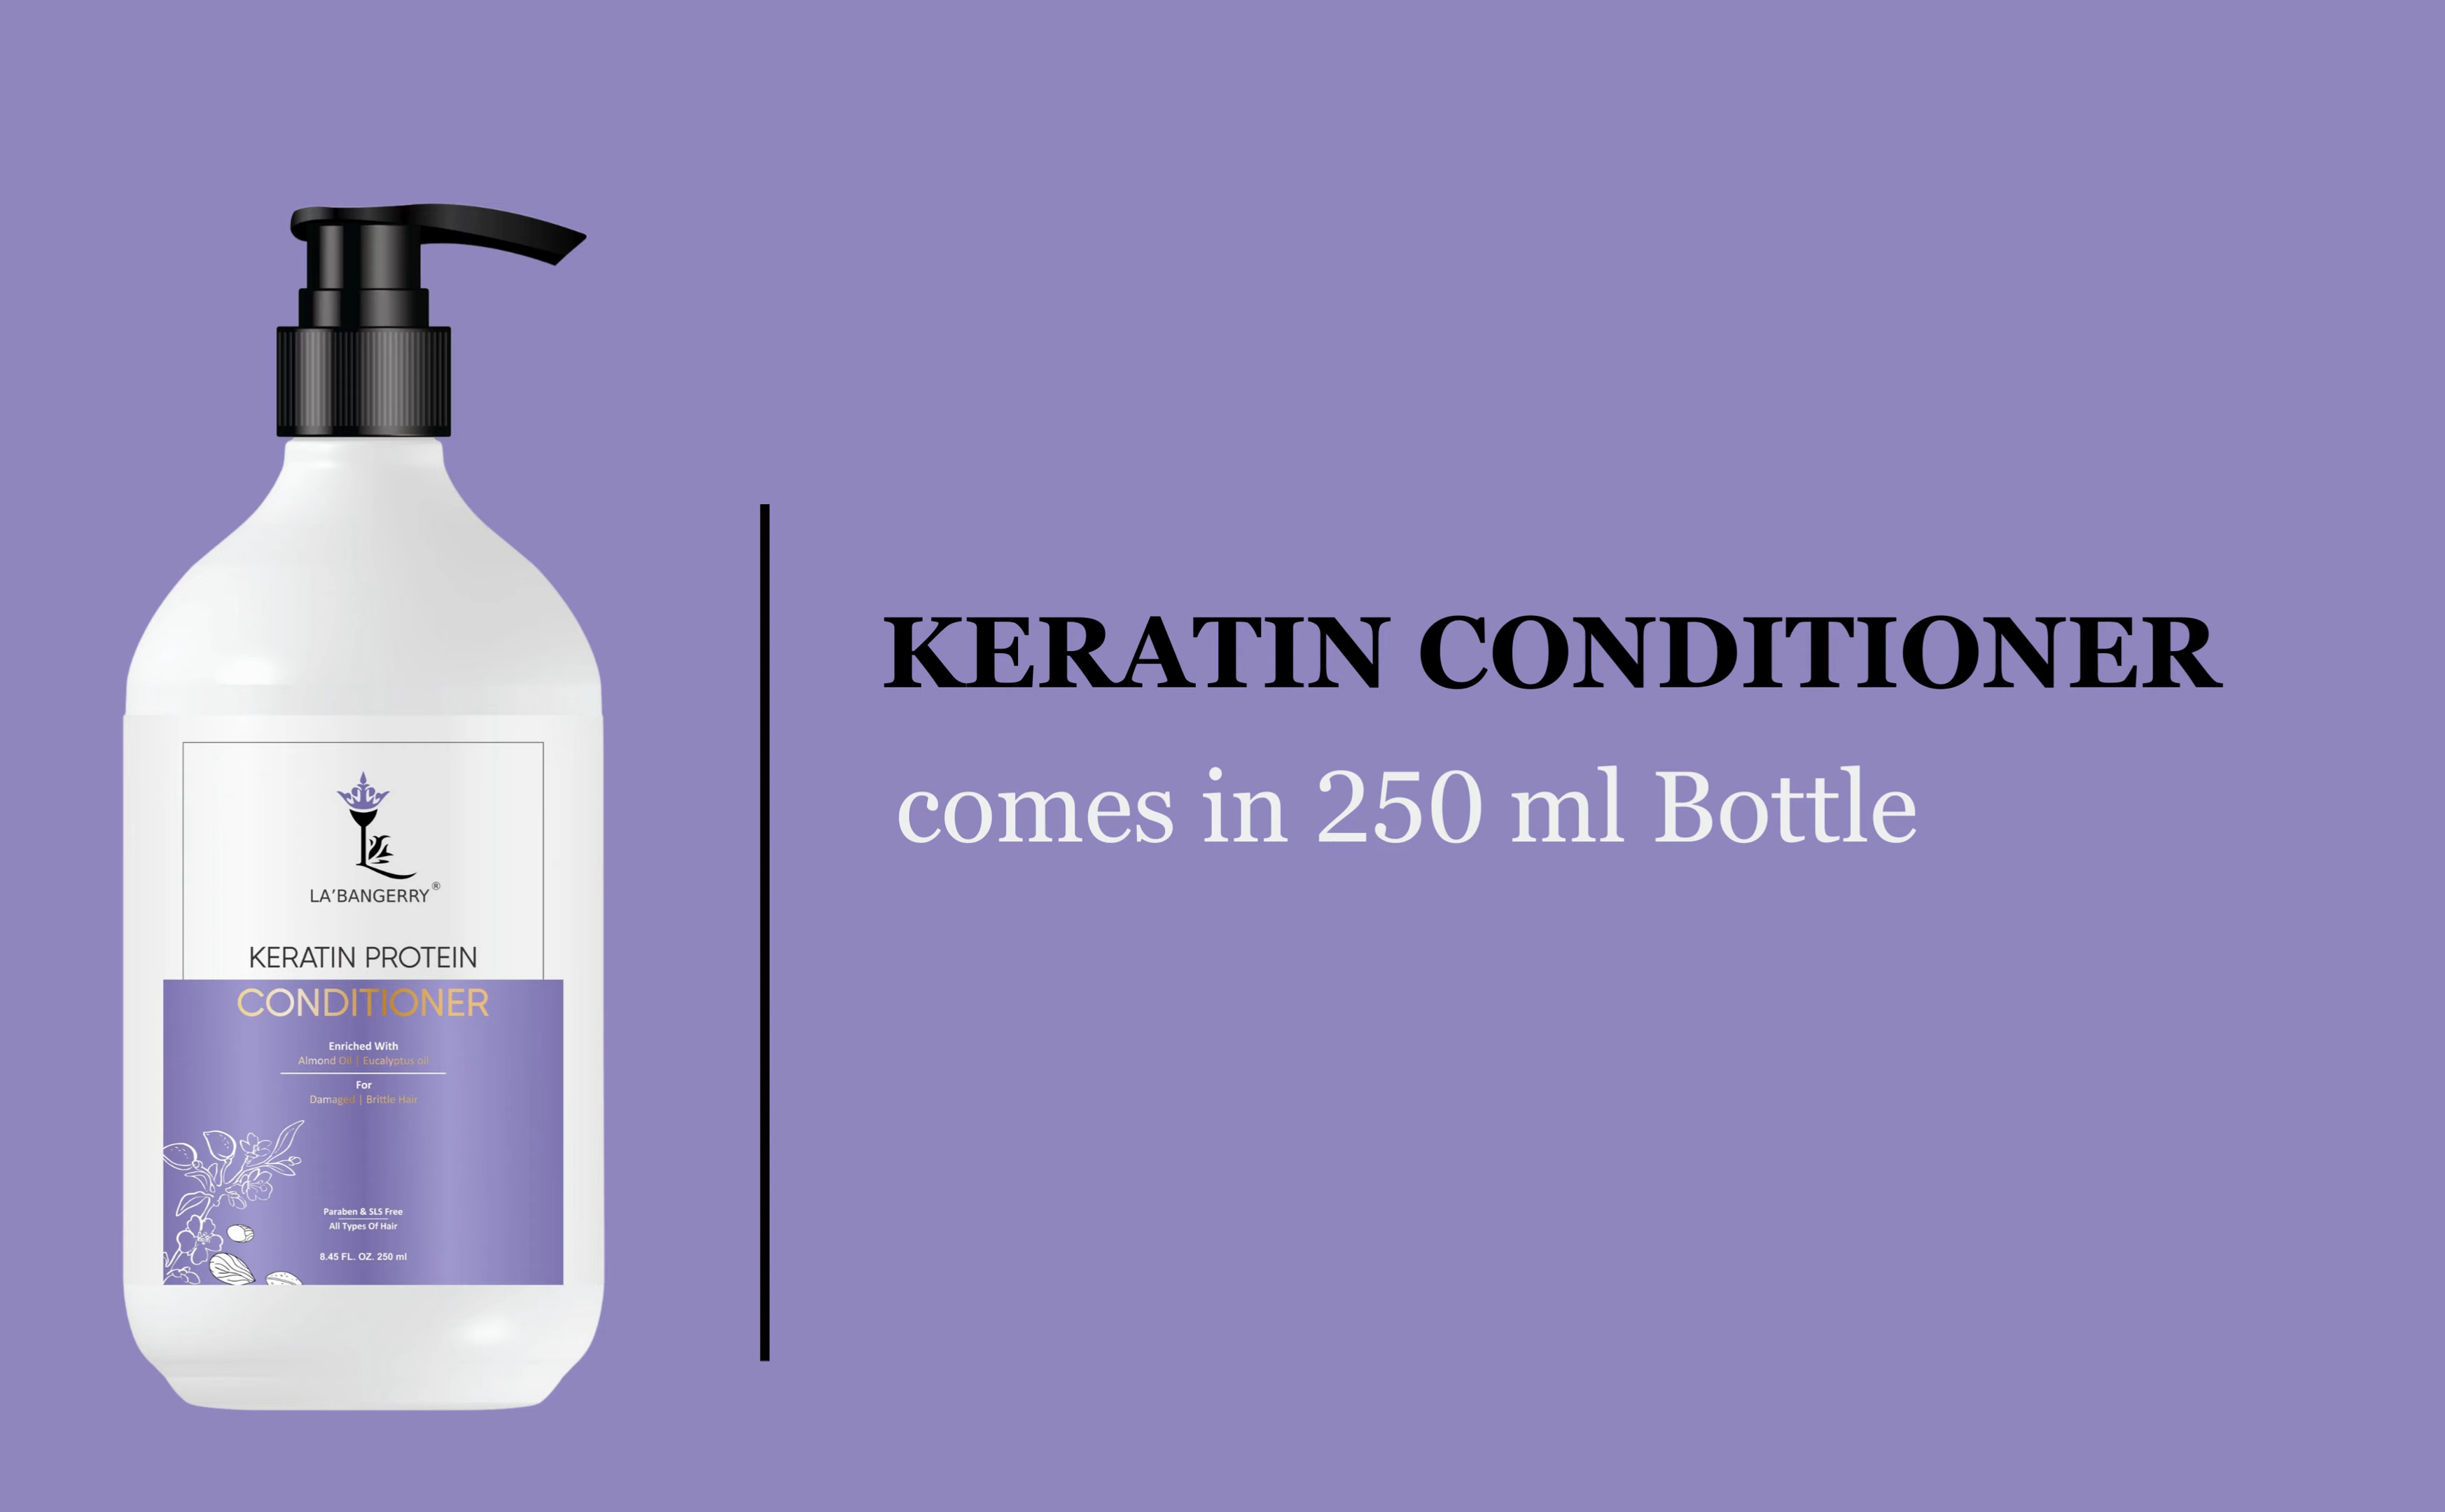 LA'BANGERRY®
KERATIN PROTEIN
CONDITIONER
Enriched With
Almond Oil | Eucalyptus oil
For
Damaged | Brittle Hair
Paraben & SLS Free
All Types Of Hair
8.45 FL. OZ. 250 ml
KERATIN CONDITIONER
comes in 250 ml Bottle